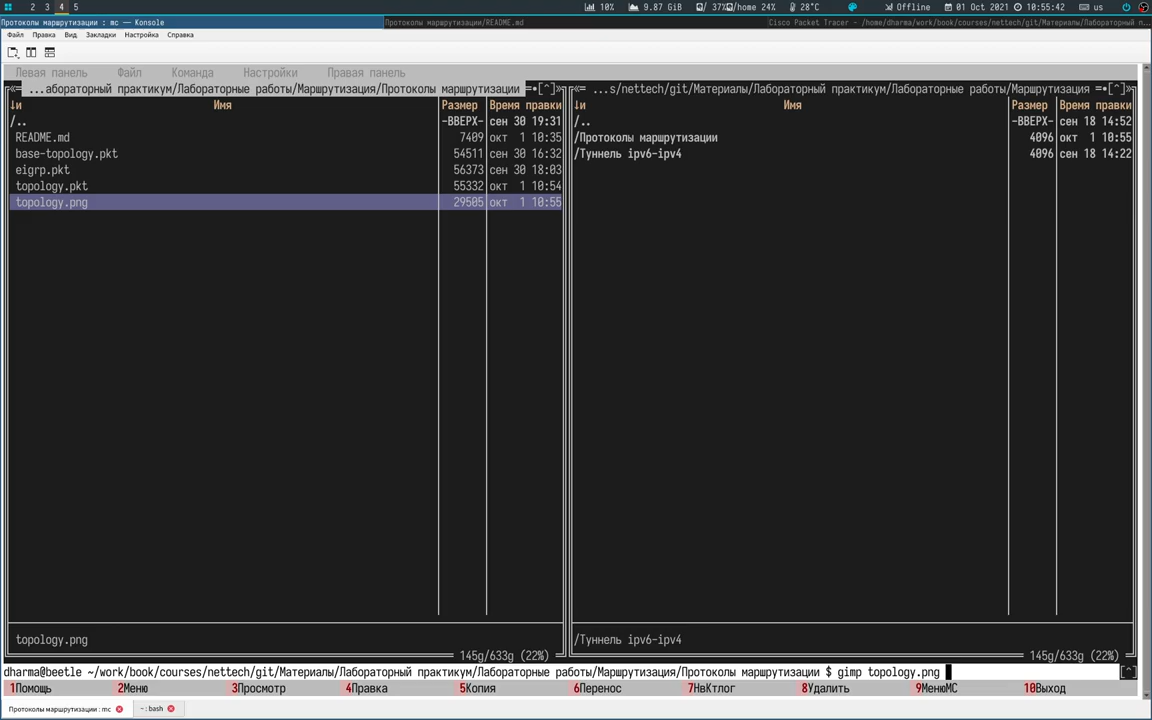 2 3 4 5 10% 9.87 GiB / 37% /home 24% 28°C Offline 01 Oct 2021 10:55:42 us
Протоколы маршрутизации : mc — Konsole Протоколы маршрутизации/README.md Cisco Packet Tracer - /home/dharma/work/book/courses/nettech/git/Материалы/Лабораторный п...
Файл Правка Вид Закладки Настройка Справка
Левая панель Файл Команда Настройки Правая панель
...абораторный практикум/Лабораторные работы/Маршрутизация/Протоколы маршрутизации =•[^]» «= ...s/nettech/git/Материалы/Лабораторный практикум/Лабораторные работы/Маршрутизация =•[^]»
↓и Имя Размер Время правки ↓и Имя Размер Время правки
/.. -ВВЕРХ- сен 30 19:31 /.. -ВВЕРХ- сен 18 14:52
README.md 7409 окт 1 10:35 /Протоколы маршрутизации 4096 окт 1 10:55
base-topology.pkt 54511 сен 30 16:32 /Туннель ipv6-ipv4 4096 сен 18 14:22
eigrp.pkt 56373 сен 30 18:03
topology.pkt 55332 окт 1 10:54
topology.png 29505 окт 1 10:55
topology.png /Туннель ipv6-ipv4
145g/633g (22%) 145g/633g (22%)
dharma@beetle ~/work/book/courses/nettech/git/Материалы/Лабораторный практикум/Лабораторные работы/Маршрутизация/Протоколы маршрутизации $ gimp topology.png [^]
1Помощь 2Меню 3Просмотр 4Правка 5Копия 6Перенос 7НвКтлог 8Удалить 9МенюМС 10Выход
Протоколы маршрутизации : mc ~ : bash